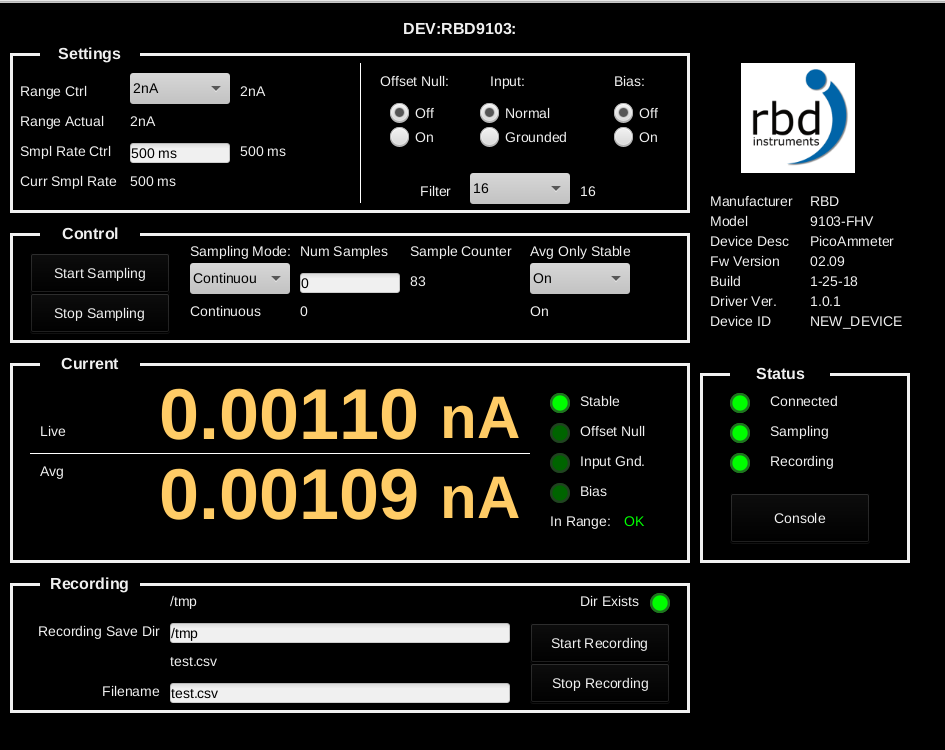 DEV:RBD9103:
Settings
Range Ctrl 2nA 2nA
Range Actual 2nA
Smpl Rate Ctrl 500 ms 500 ms
Curr Smpl Rate 500 ms
Offset Null: Input: Bias:
Off Normal Off
On Grounded On
Filter 16 16
rbd
instruments
Manufacturer RBD
Model 9103-FHV
Device Desc PicoAmmeter
Fw Version 02.09
Build 1-25-18
Driver Ver. 1.0.1
Device ID NEW_DEVICE
Control
Sampling Mode: Num Samples Sample Counter Avg Only Stable
Start Sampling Continuou 0 83 On
Stop Sampling Continuous 0 On
Current
Live 0.00110 nA
Avg 0.00109 nA
Stable
Offset Null
Input Gnd.
Bias
In Range: OK
Status
Connected
Sampling
Recording
Console
Recording
/tmp Dir Exists
Recording Save Dir /tmp Start Recording
test.csv
Filename test.csv Stop Recording